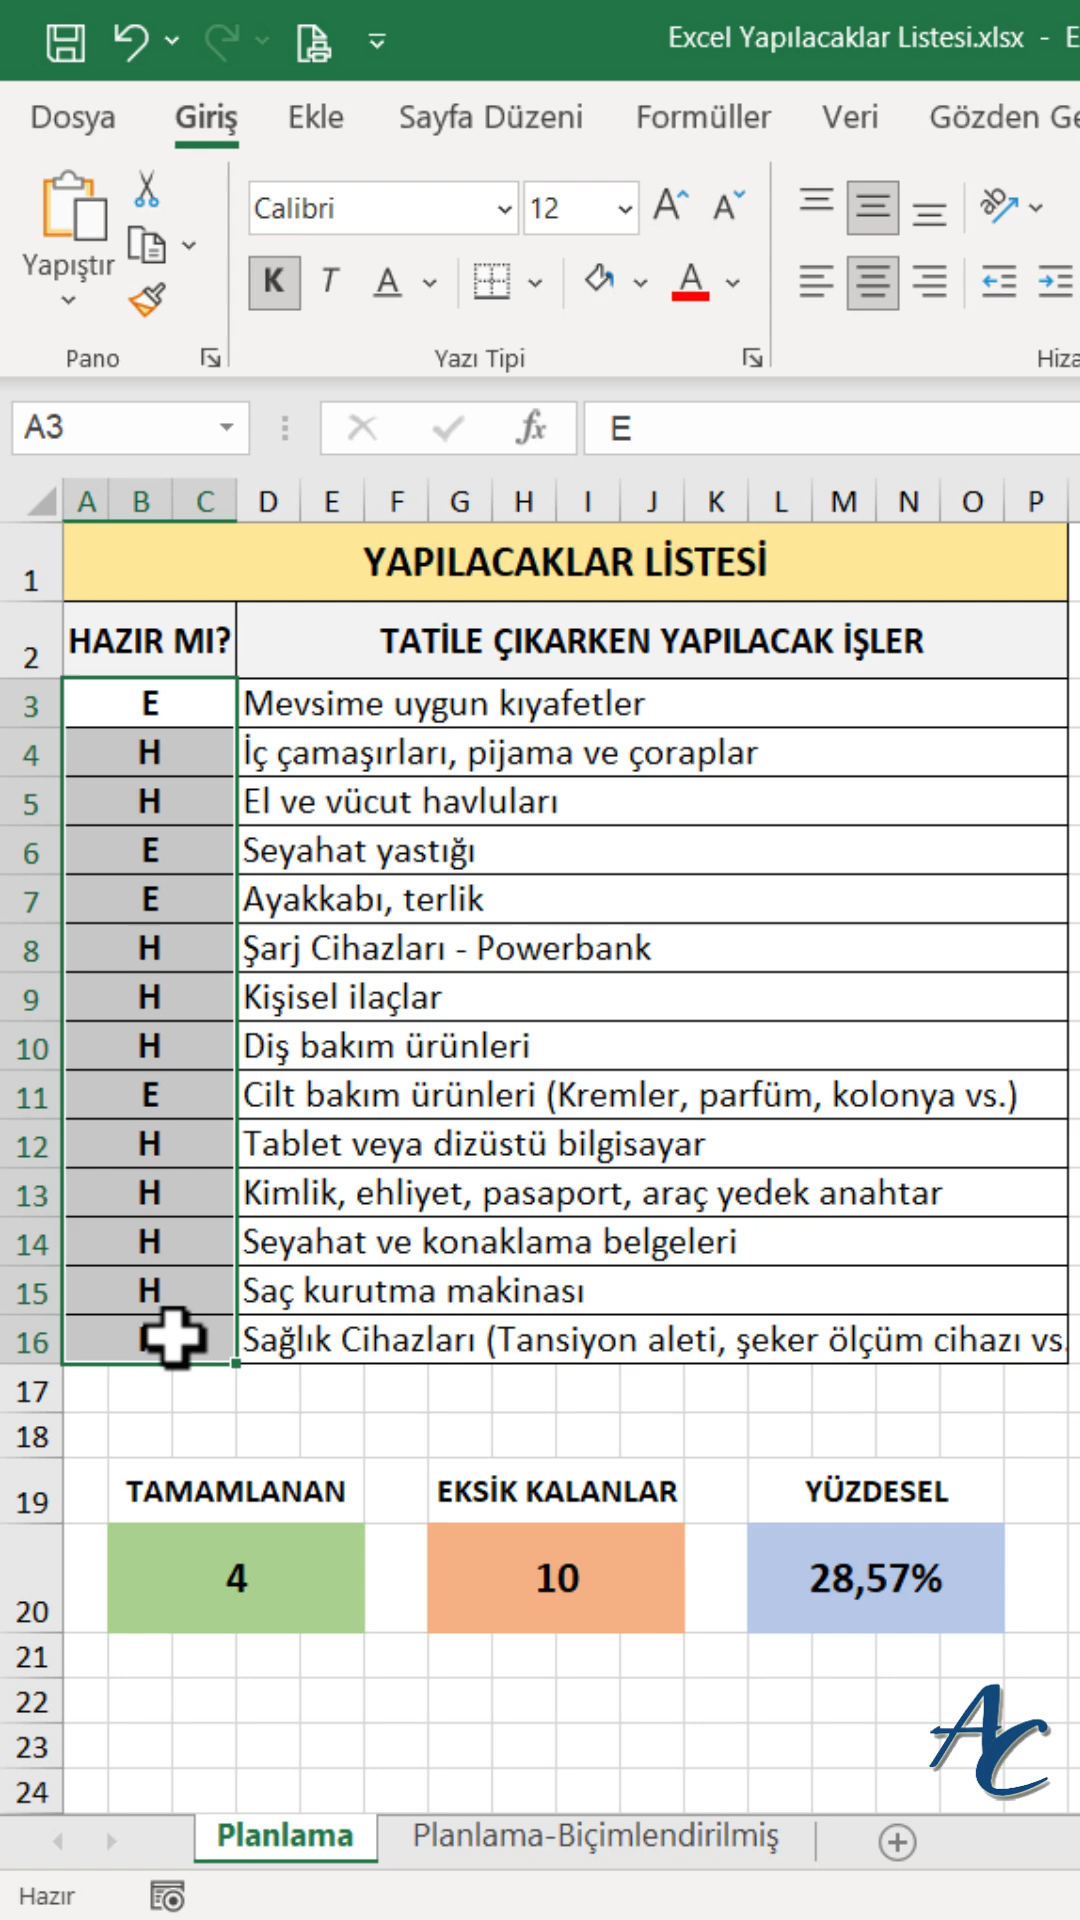 Excel Yapılacaklar Listesi.xlsx - E
Dosya Giriş Ekle Sayfa Düzeni Formüller Veri Gözden Ge
Calibri 12
Yapıştır
K T A A
Pano Yazı Tipi Hiza
A3 fx E
A B C D E F G H I J K L M N O P
1 YAPILACAKLAR LİSTESİ
2 HAZIR MI? TATİLE ÇIKARKEN YAPILACAK İŞLER
3 E Mevsime uygun kıyafetler
4 H İç çamaşırları, pijama ve çoraplar
5 H El ve vücut havluları
6 E Seyahat yastığı
7 E Ayakkabı, terlik
8 H Şarj Cihazları - Powerbank
9 H Kişisel ilaçlar
10 H Diş bakım ürünleri
11 E Cilt bakım ürünleri (Kremler, parfüm, kolonya vs.)
12 H Tablet veya dizüstü bilgisayar
13 H Kimlik, ehliyet, pasaport, araç yedek anahtar
14 H Seyahat ve konaklama belgeleri
15 H Saç kurutma makinası
16 Sağlık Cihazları (Tansiyon aleti, şeker ölçüm cihazı vs.
17
18
19 TAMAMLANAN EKSİK KALANLAR YÜZDESEL
20 4 10 28,57%
21
22
23
24
AC
Planlama Planlama-Biçimlendirilmiş
Hazır